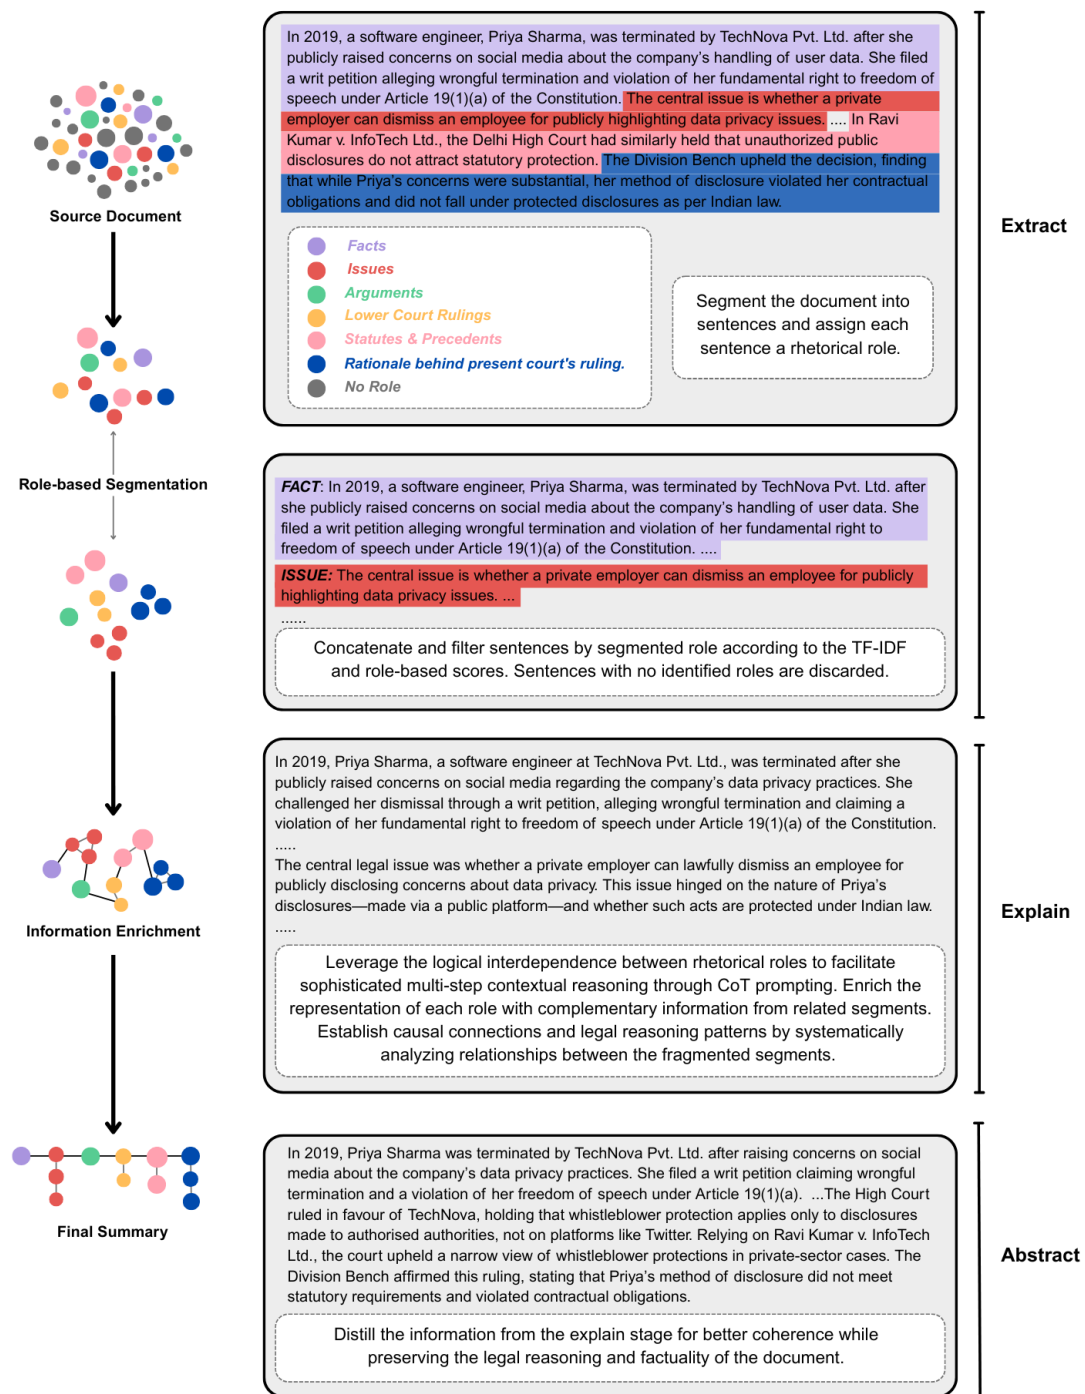 In 2019, a software engineer, Priya Sharma, was terminated by TechNova Pvt. Ltd. after she
publicly raised concerns on social media about the company's handling of user data. She filed
a writ petition alleging wrongful termination and violation of her fundamental right to freedom of
speech under Article 19(1)(a) of the Constitution. The central issue is whether a private
employer can dismiss an employee for publicly highlighting data privacy issues. .... In Ravi
Kumar v. InfoTech Ltd., the Delhi High Court had similarly held that unauthorized public
disclosures do not attract statutory protection. The Division Bench upheld the decision, finding
that while Priya's concerns were substantial, her method of disclosure violated her contractual
obligations and did not fall under protected disclosures as per Indian law.
Source Document
Extract
Facts
Issues
Arguments
Lower Court Rulings
Statutes & Precedents
Rationale behind present court's ruling.
No Role
Segment the document into
sentences and assign each
sentence a rhetorical role.
Role-based Segmentation
FACT: In 2019, a software engineer, Priya Sharma, was terminated by TechNova Pvt. Ltd. after
she publicly raised concerns on social media about the company's handling of user data. She
filed a writ petition alleging wrongful termination and violation of her fundamental right to
freedom of speech under Article 19(1)(a) of the Constitution. ....
ISSUE: The central issue is whether a private employer can dismiss an employee for publicly
highlighting data privacy issues. ...
......
Concatenate and filter sentences by segmented role according to the TF-IDF
and role-based scores. Sentences with no identified roles are discarded.
In 2019, Priya Sharma, a software engineer at TechNova Pvt. Ltd., was terminated after she
publicly raised concerns on social media regarding the company's data privacy practices. She
challenged her dismissal through a writ petition, alleging wrongful termination and claiming a
violation of her fundamental right to freedom of speech under Article 19(1)(a) of the Constitution.
.....
The central legal issue was whether a private employer can lawfully dismiss an employee for
publicly disclosing concerns about data privacy. This issue hinged on the nature of Priya's
disclosures—made via a public platform—and whether such acts are protected under Indian law.
.....
Information Enrichment
Explain
Leverage the logical interdependence between rhetorical roles to facilitate
sophisticated multi-step contextual reasoning through CoT prompting. Enrich the
representation of each role with complementary information from related segments.
Establish causal connections and legal reasoning patterns by systematically
analyzing relationships between the fragmented segments.
In 2019, Priya Sharma was terminated by TechNova Pvt. Ltd. after raising concerns on social
media about the company's data privacy practices. She filed a writ petition claiming wrongful
termination and a violation of her freedom of speech under Article 19(1)(a). ...The High Court
ruled in favour of TechNova, holding that whistleblower protection applies only to disclosures
made to authorised authorities, not on platforms like Twitter. Relying on Ravi Kumar v. InfoTech
Ltd., the court upheld a narrow view of whistleblower protections in private-sector cases. The
Division Bench affirmed this ruling, stating that Priya's method of disclosure did not meet
statutory requirements and violated contractual obligations.
Final Summary
Abstract
Distill the information from the explain stage for better coherence while
preserving the legal reasoning and factuality of the document.